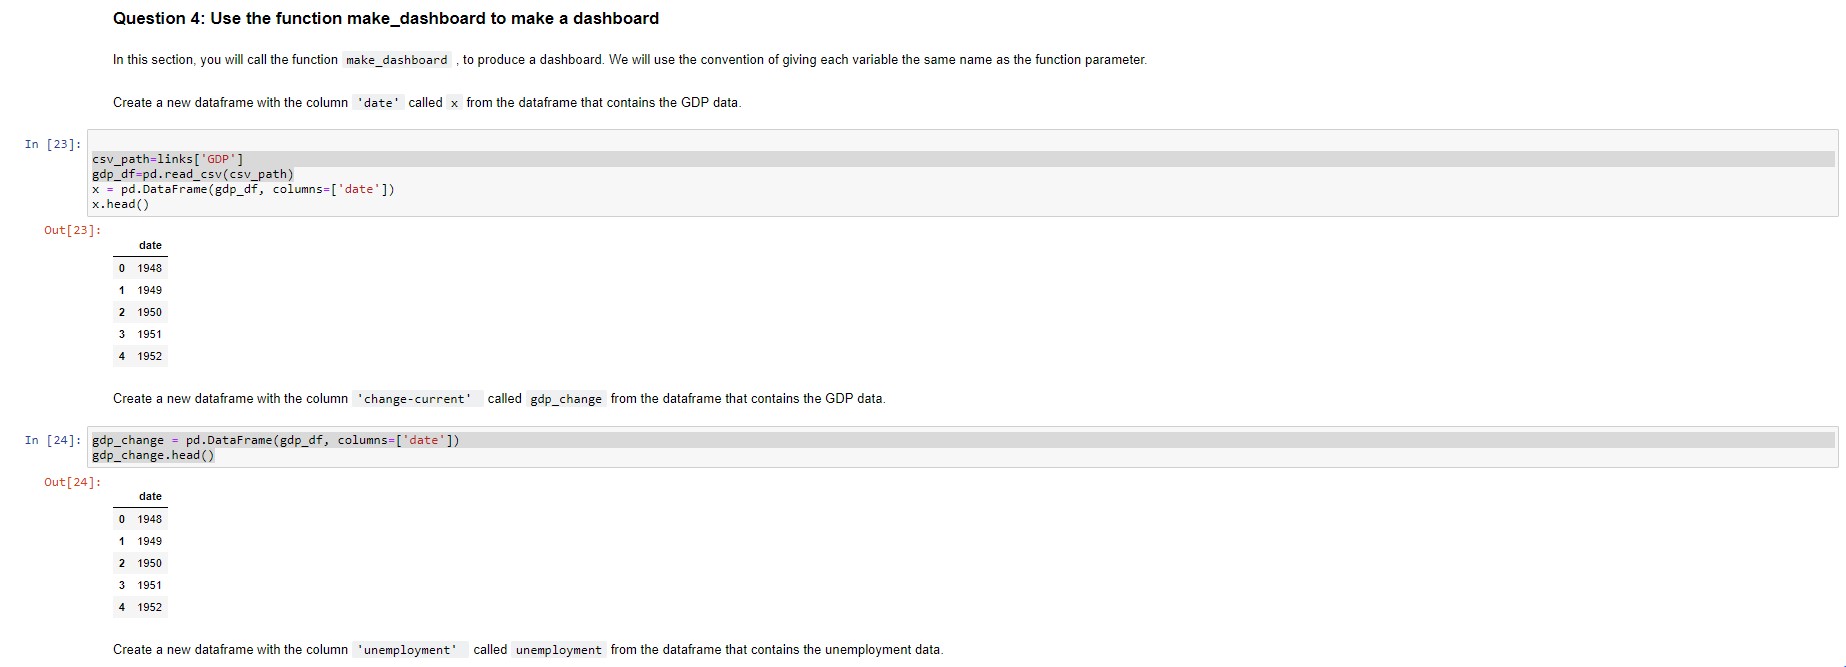 Question 4: Use the function make_dashboard to make a dashboard
In this section, you will call the function make_dashboard , to produce a dashboard. We will use the convention of giving each variable the same name as the function parameter.
Create a new dataframe with the column 'date' called x from the dataframe that contains the GDP data.
In [23]:
csv_path=links['GDP']
gdp_df=pd.read_csv(csv_path)
x = pd.DataFrame(gdp_df, columns=['date'])
x.head()
Out[23]:
date
0 1948
1 1949
2 1950
3 1951
4 1952
Create a new dataframe with the column 'change-current' called gdp_change from the dataframe that contains the GDP data.
In [24]: gdp_change = pd.DataFrame(gdp_df, columns=['date'])
gdp_change.head()
Out[24]:
date
0 1948
1 1949
2 1950
3 1951
4 1952
Create a new dataframe with the column 'unemployment' called unemployment from the dataframe that contains the unemployment data.